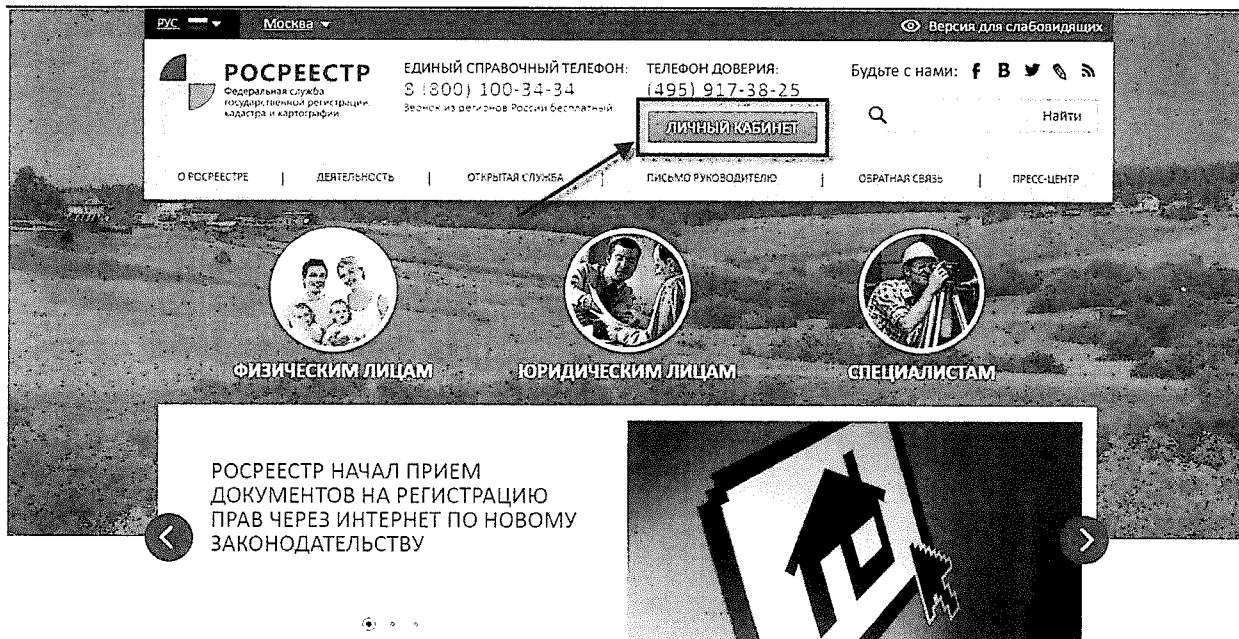 РУС
Москва
Версия для слабовидящих
РОСРЕЕСТР
Федеральная служба
государственной регистрации,
кадастра и картографии
ЕДИНЫЙ СПРАВОЧНЫЙ ТЕЛЕФОН:
8 (800) 100-34-34
Звонок из регионов России бесплатный
ТЕЛЕФОН ДОВЕРИЯ:
(495) 917-38-25
ЛИЧНЫЙ КАБИНЕТ
Будьте с нами:
Найти
О РОСРЕЕСТРЕ | ДЕЯТЕЛЬНОСТЬ | ОТКРЫТАЯ СЛУЖБА | ПИСЬМО РУКОВОДИТЕЛЮ | ОБРАТНАЯ СВЯЗЬ | ПРЕСС-ЦЕНТР
ФИЗИЧЕСКИМ ЛИЦАМ
ЮРИДИЧЕСКИМ ЛИЦАМ
СПЕЦИАЛИСТАМ
РОСРЕЕСТР НАЧАЛ ПРИЕМ
ДОКУМЕНТОВ НА РЕГИСТРАЦИЮ
ПРАВ ЧЕРЕЗ ИНТЕРНЕТ ПО НОВОМУ
ЗАКОНОДАТЕЛЬСТВУ